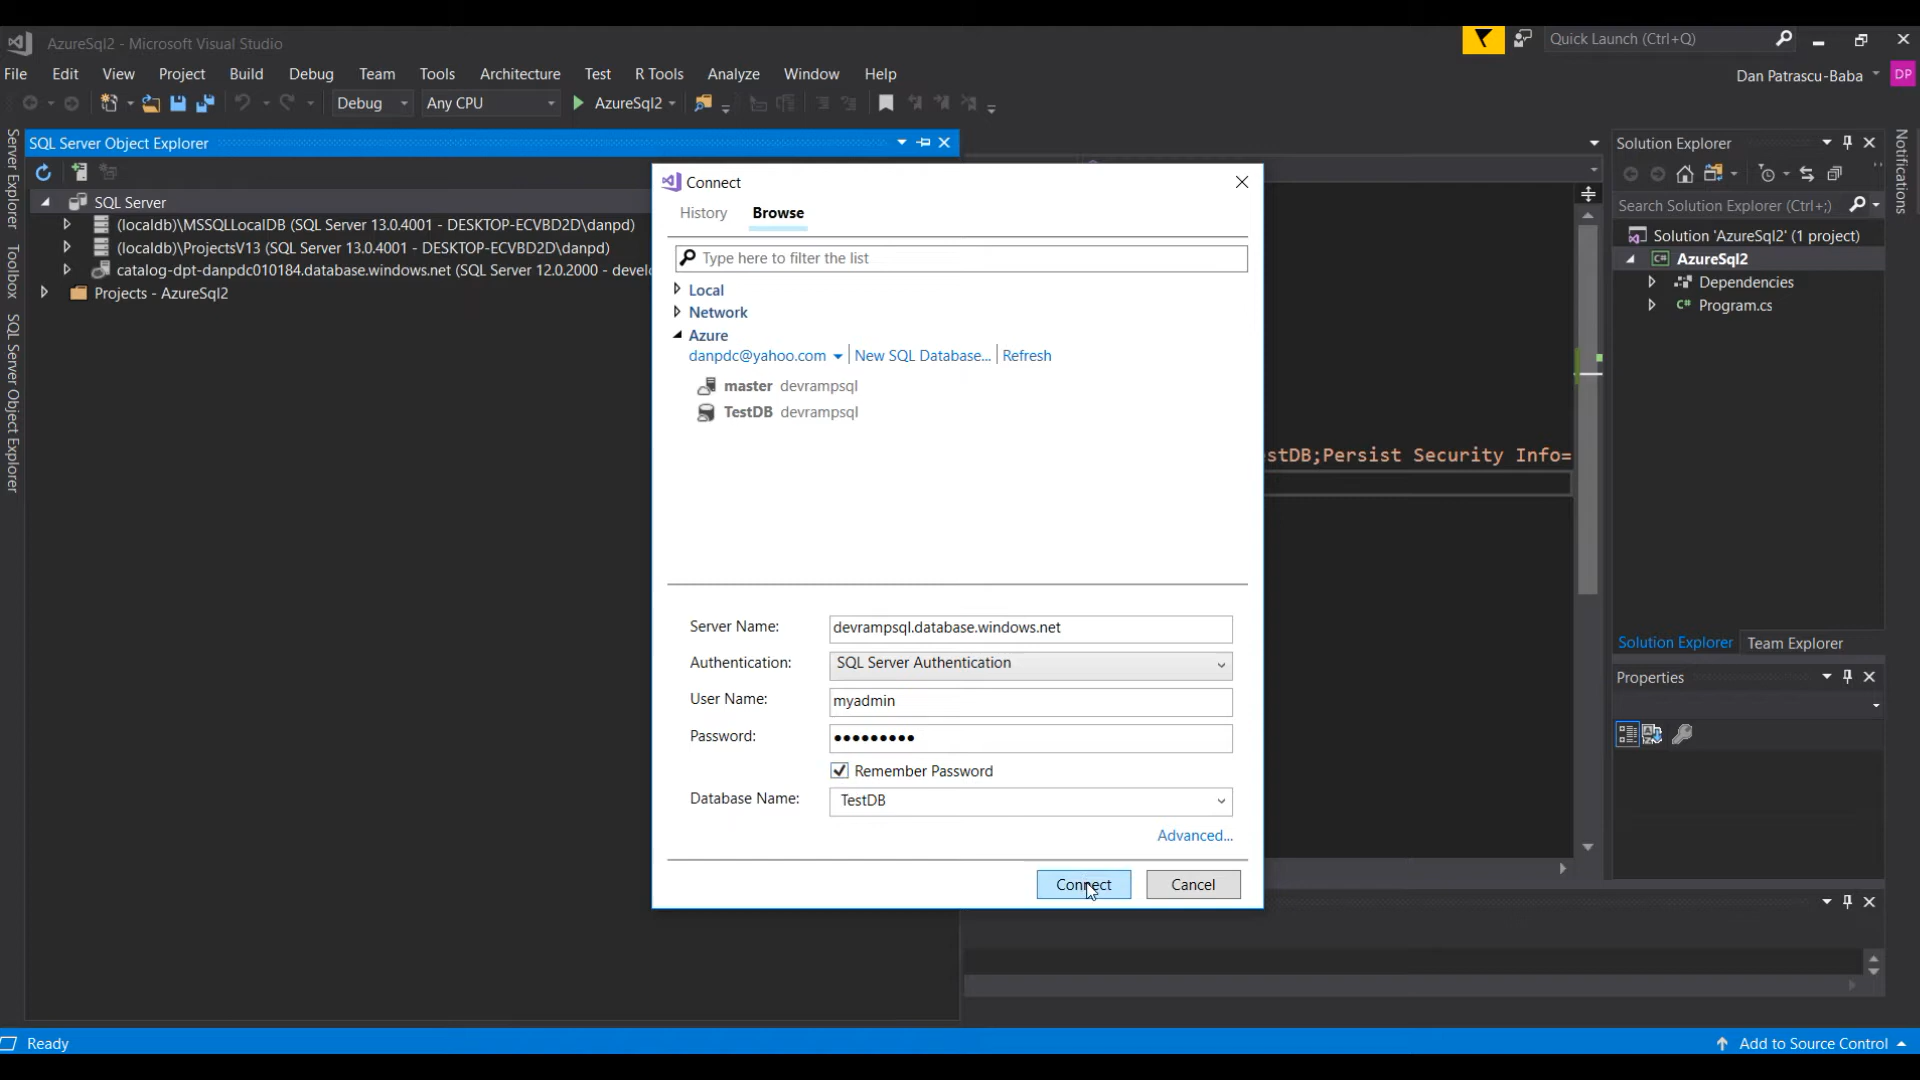 AzureSql2 - Microsoft Visual Studio
Quick Launch (Ctrl+Q)
File Edit View Project Build Debug Team Tools Architecture Test R Tools Analyze Window Help
Dan Patrascu-Baba
DP
Debug
Any CPU
AzureSql2
Server Explorer
Toolbox
SQL Server Object Explorer
SQL Server Object Explorer
SQL Server
(localdb)\MSSQLLocalDB (SQL Server 13.0.4001 - DESKTOP-ECVBD2D\danpd)
(localdb)\ProjectsV13 (SQL Server 13.0.4001 - DESKTOP-ECVBD2D\danpd)
catalog-dpt-danpdc010184.database.windows.net (SQL Server 12.0.2000 - develo
Projects - AzureSql2
Connect
History Browse
Type here to filter the list
Local
Network
Azure
danpdc@yahoo.com New SQL Database... Refresh
master devrampsql
TestDB devrampsql
Server Name: devrampsql.database.windows.net
Authentication: SQL Server Authentication
User Name: myadmin
Password: •••••••••
Remember Password
Database Name: TestDB
Advanced...
Connect Cancel
stDB;Persist Security Info=
Solution Explorer
Search Solution Explorer (Ctrl+;)
Solution 'AzureSql2' (1 project)
AzureSql2
Dependencies
C# Program.cs
Solution Explorer Team Explorer
Properties
Notifications
Ready
Add to Source Control